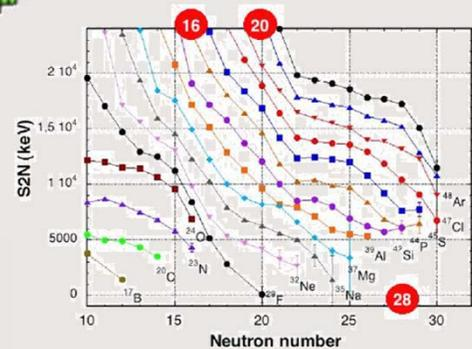 16 20
S2N (keV)
2 10⁴
1.5 10⁴
1 10⁴
5000
0
¹⁷B
²⁰C
²³N
²⁴O
²⁹F
³²Ne
³⁵Na
³⁷Mg
³⁹Al
⁴²Si
⁴⁴P
⁴⁵S
⁴⁷Cl
⁴⁸Ar
28
10 15 20 25 30
Neutron number